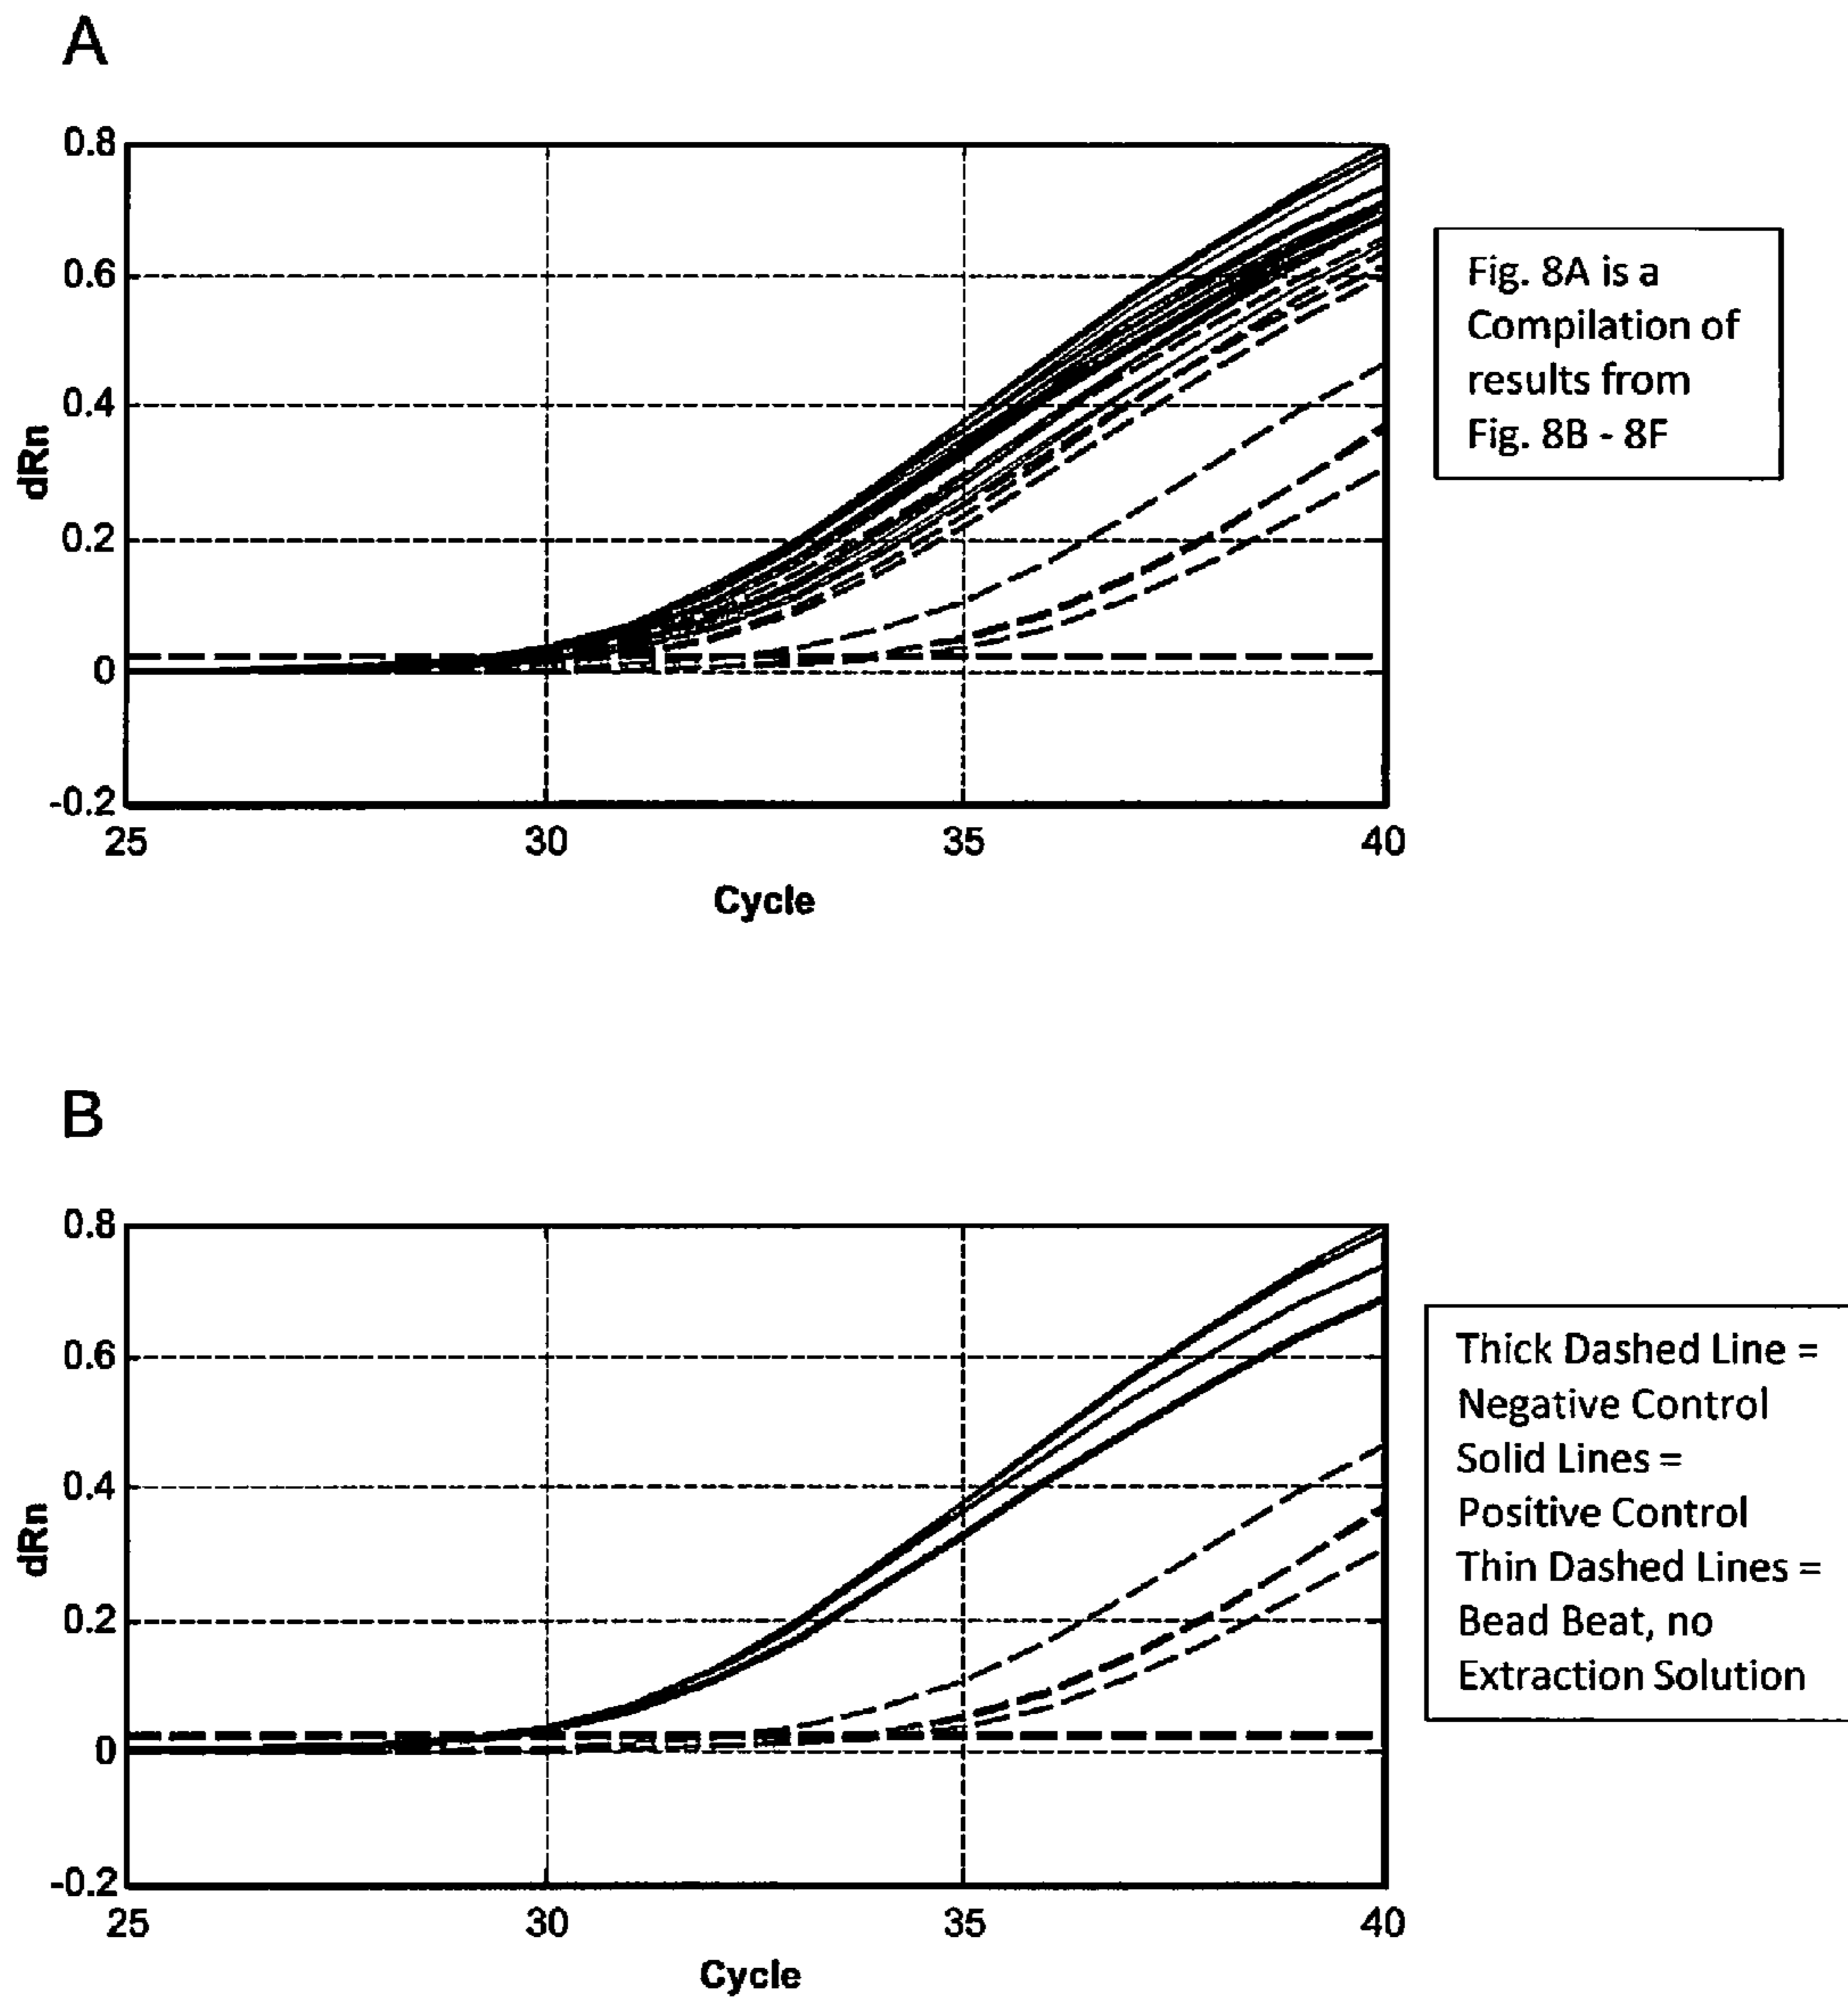 A
0.8
0.6
0.4
0.2
0
-0.2
dRn
25 30 35 40
Cycle
Fig. 8A is a
Compilation of
results from
Fig. 8B - 8F
B
0.8
0.6
0.4
0.2
0
-0.2
dRn
25 30 35 40
Cycle
Thick Dashed Line =
Negative Control
Solid Lines =
Positive Control
Thin Dashed Lines =
Bead Beat, no
Extraction Solution